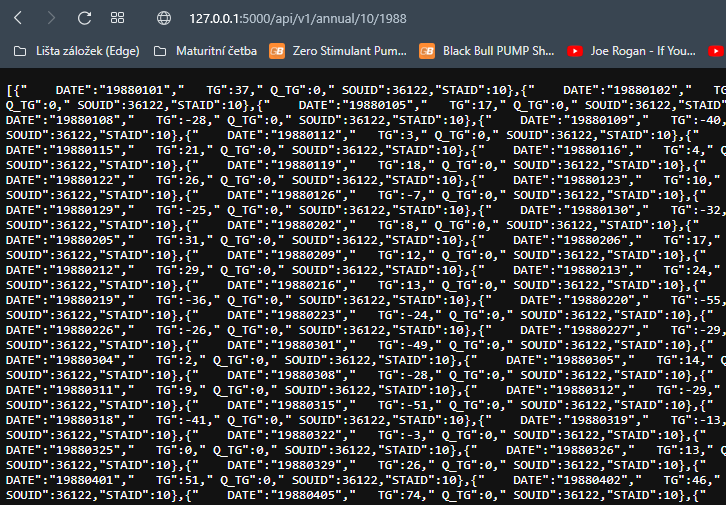 127.0.0.1:5000/api/v1/annual/10/1988
Lišta záložek (Edge) Maturitní četba Zero Stimulant Pum... Black Bull PUMP Sh... Joe Rogan - If You...
[{"    DATE":"19880101","   TG":37," Q_TG":0," SOUID":36122,"STAID":10},{"    DATE":"19880102","   TG
Q_TG":0," SOUID":36122,"STAID":10},{"    DATE":"19880105","   TG":17," Q_TG":0," SOUID":36122,"STAID
DATE":"19880108","   TG":-28," Q_TG":0," SOUID":36122,"STAID":10},{"    DATE":"19880109","   TG":-40,
SOUID":36122,"STAID":10},{"    DATE":"19880112","   TG":3," Q_TG":0," SOUID":36122,"STAID":10},{"
DATE":"19880115","   TG":21," Q_TG":0," SOUID":36122,"STAID":10},{"    DATE":"19880116","   TG":4," Q
SOUID":36122,"STAID":10},{"    DATE":"19880119","   TG":18," Q_TG":0," SOUID":36122,"STAID":10},{"
DATE":"19880122","   TG":26," Q_TG":0," SOUID":36122,"STAID":10},{"    DATE":"19880123","   TG":10,"
SOUID":36122,"STAID":10},{"    DATE":"19880126","   TG":-7," Q_TG":0," SOUID":36122,"STAID":10},{"
DATE":"19880129","   TG":-25," Q_TG":0," SOUID":36122,"STAID":10},{"    DATE":"19880130","   TG":-32,
SOUID":36122,"STAID":10},{"    DATE":"19880202","   TG":8," Q_TG":0," SOUID":36122,"STAID":10},{"
DATE":"19880205","   TG":31," Q_TG":0," SOUID":36122,"STAID":10},{"    DATE":"19880206","   TG":17,"
SOUID":36122,"STAID":10},{"    DATE":"19880209","   TG":12," Q_TG":0," SOUID":36122,"STAID":10},{"
DATE":"19880212","   TG":29," Q_TG":0," SOUID":36122,"STAID":10},{"    DATE":"19880213","   TG":24,"
SOUID":36122,"STAID":10},{"    DATE":"19880216","   TG":13," Q_TG":0," SOUID":36122,"STAID":10},{"
DATE":"19880219","   TG":-36," Q_TG":0," SOUID":36122,"STAID":10},{"    DATE":"19880220","   TG":-55,
SOUID":36122,"STAID":10},{"    DATE":"19880223","   TG":-24," Q_TG":0," SOUID":36122,"STAID":10},{"
DATE":"19880226","   TG":-26," Q_TG":0," SOUID":36122,"STAID":10},{"    DATE":"19880227","   TG":-29,
SOUID":36122,"STAID":10},{"    DATE":"19880301","   TG":-49," Q_TG":0," SOUID":36122,"STAID":10},{"
DATE":"19880304","   TG":2," Q_TG":0," SOUID":36122,"STAID":10},{"    DATE":"19880305","   TG":14," Q
SOUID":36122,"STAID":10},{"    DATE":"19880308","   TG":-28," Q_TG":0," SOUID":36122,"STAID":10},{"
DATE":"19880311","   TG":9," Q_TG":0," SOUID":36122,"STAID":10},{"    DATE":"19880312","   TG":-29,"
SOUID":36122,"STAID":10},{"    DATE":"19880315","   TG":-51," Q_TG":0," SOUID":36122,"STAID":10},{"
DATE":"19880318","   TG":-41," Q_TG":0," SOUID":36122,"STAID":10},{"    DATE":"19880319","   TG":-13,
SOUID":36122,"STAID":10},{"    DATE":"19880322","   TG":-3," Q_TG":0," SOUID":36122,"STAID":10},{"
DATE":"19880325","   TG":0," Q_TG":0," SOUID":36122,"STAID":10},{"    DATE":"19880326","   TG":13," Q
SOUID":36122,"STAID":10},{"    DATE":"19880329","   TG":26," Q_TG":0," SOUID":36122,"STAID":10},{"
DATE":"19880401","   TG":51," Q_TG":0," SOUID":36122,"STAID":10},{"    DATE":"19880402","   TG":46,"
SOUID":36122,"STAID":10},{"    DATE":"19880405","   TG":74," Q_TG":0," SOUID":36122,"STAID":10},{"